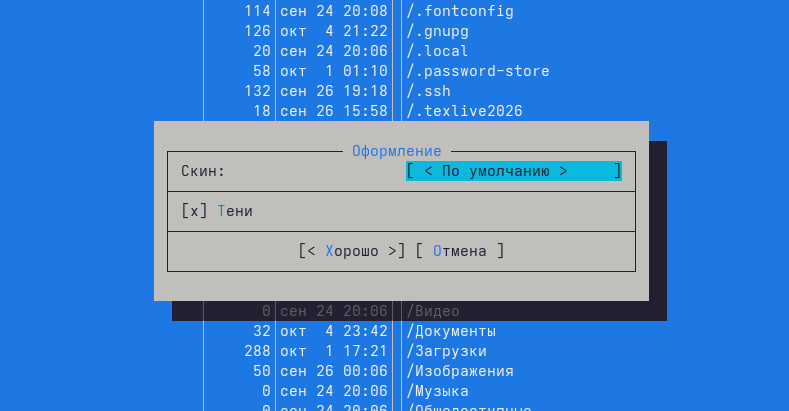 114 сен 24 20:08 /.fontconfig
126 окт 4 21:22 /.gnupg
20 сен 24 20:06 /.local
58 окт 1 01:10 /.password-store
132 сен 26 19:18 /.ssh
18 сен 26 15:58 /.texlive2026
Оформление
Скин: [ < По умолчанию > ]
[x] Тени
[< Хорошо >] [ Отмена ]
0 сен 24 20:06 /Видео
32 окт 4 23:42 /Документы
288 окт 1 17:21 /Загрузки
50 сен 26 00:06 /Изображения
0 сен 24 20:06 /Музыка
0 сен 24 20:06 /Общедоступные